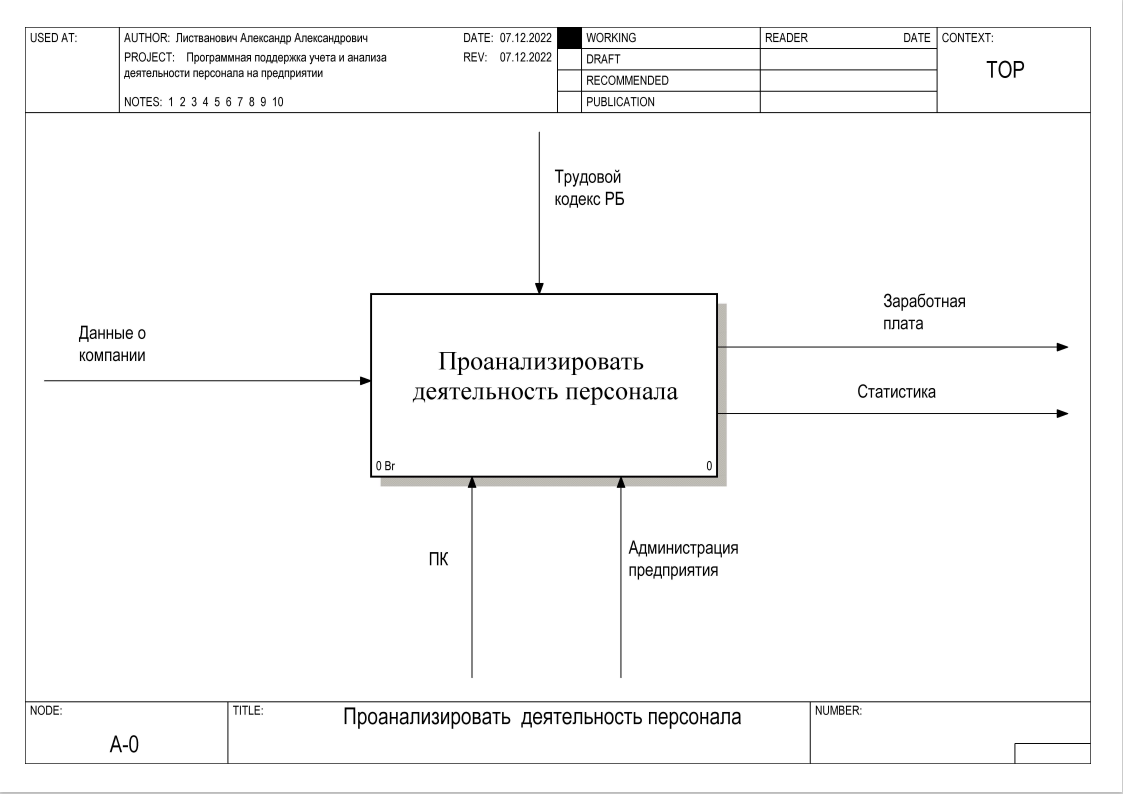 USED AT:
AUTHOR: Листванович Александр Александрович
DATE: 07.12.2022
PROJECT: Программная поддержка учета и анализа
деятельности персонала на предприятии
REV: 07.12.2022
NOTES: 1 2 3 4 5 6 7 8 9 10
WORKING
DRAFT
RECOMMENDED
PUBLICATION
READER
DATE
CONTEXT:
TOP
Трудовой
кодекс РБ
Данные о
компании
Проанализировать
деятельность персонала
0 Br
0
Заработная
плата
Статистика
ПК
Администрация
предприятия
NODE:
A-0
TITLE:
Проанализировать деятельность персонала
NUMBER: